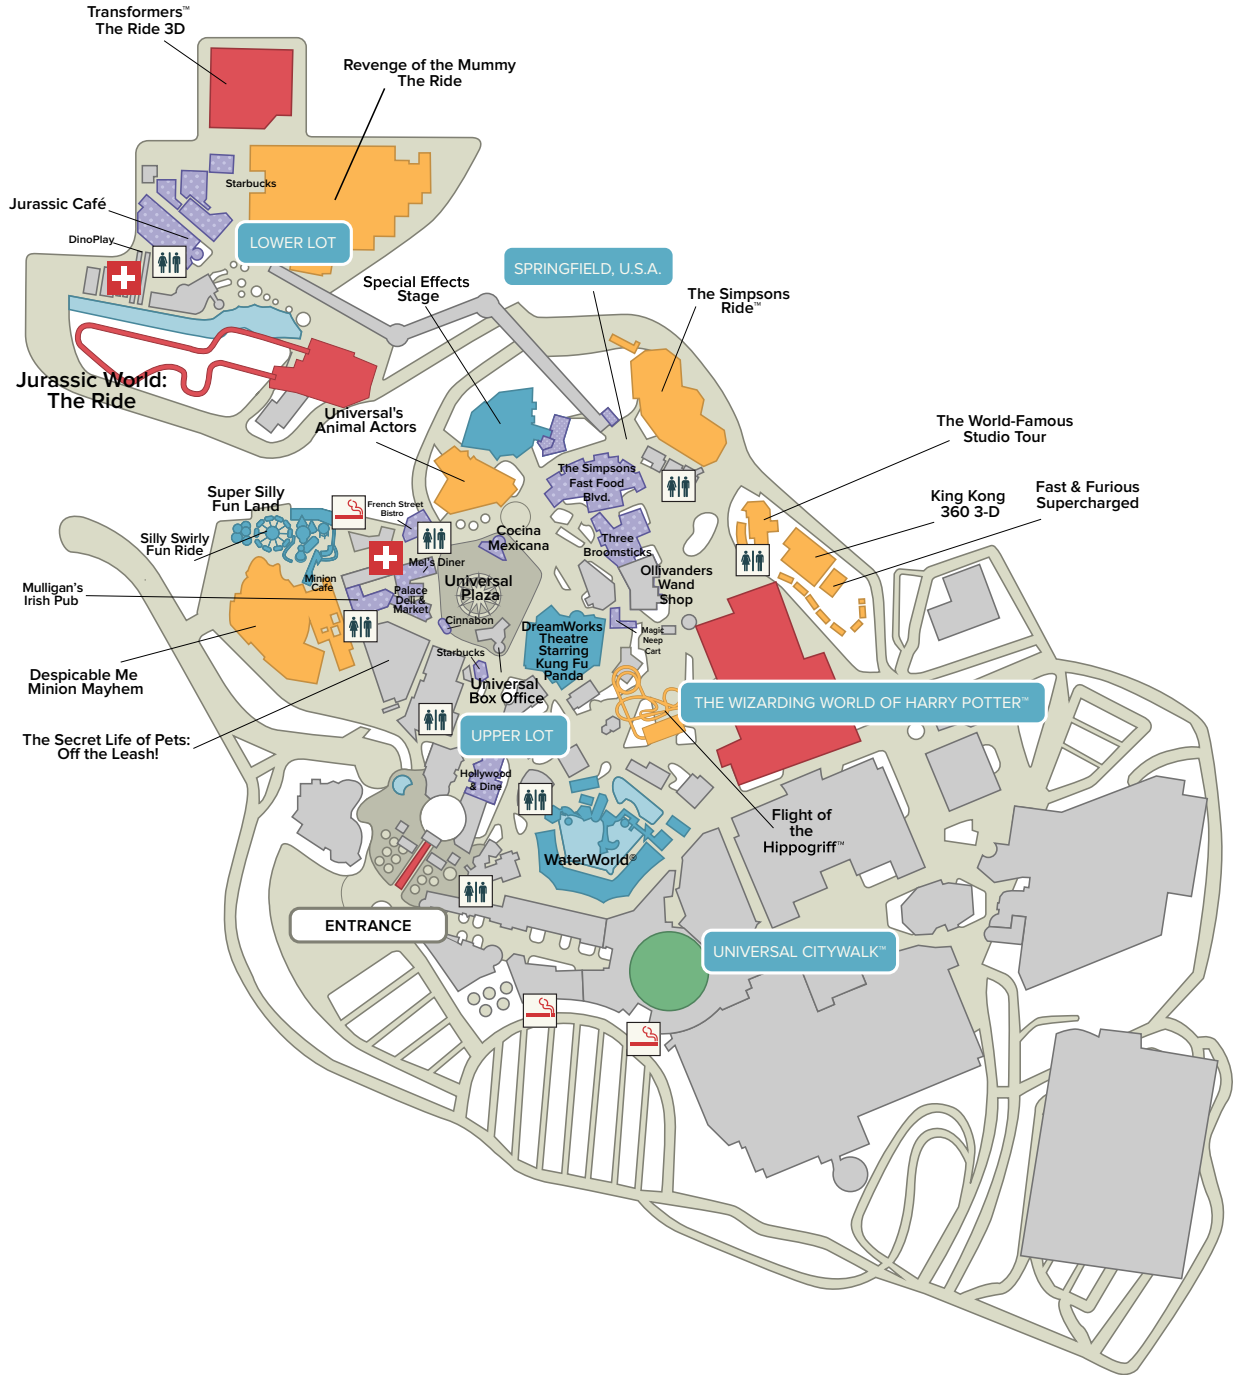 Transformers™
The Ride 3D
Revenge of the Mummy
The Ride
Starbucks
Jurassic Café
DinoPlay
LOWER LOT
SPRINGFIELD, U.S.A.
Special Effects
Stage
The Simpsons
Ride™
Jurassic World:
The Ride
Universal's
Animal Actors
The World-Famous
Studio Tour
The Simpsons
Fast Food
Blvd.
King Kong
360 3-D
Fast & Furious
Supercharged
Super Silly
Fun Land
French Street
Bistro
Silly Swirly
Fun Ride
Cocina
Mexicana
Three
Broomsticks
Mel's Diner
Minion
Café
Universal
Plaza
Ollivanders
Wand
Shop
Mulligan's
Irish Pub
Palace
Deli &
Market
Cinnabon
DreamWorks
Theatre
Starring
Kung Fu
Panda
Magic
Neep
Cart
Starbucks
Despicable Me
Minion Mayhem
Universal
Box Office
THE WIZARDING WORLD OF HARRY POTTER™
The Secret Life of Pets:
Off the Leash!
UPPER LOT
Hollywood
& Dine
Flight of
the
Hippogriff™
WaterWorld®
ENTRANCE
UNIVERSAL CITYWALK™